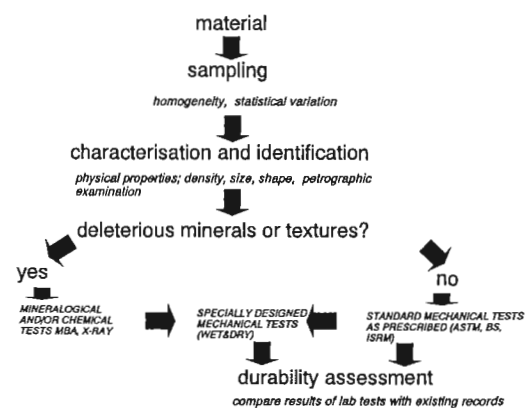 material
sampling
homogeneity, statistical variation
characterisation and identification
physical properties; density, size, shape, petrographic
examination
deleterious minerals or textures?
yes
no
MINERALOGICAL
AND/OR CHEMICAL
TESTS MBA, X-RAY
SPECIALLY DESIGNED
MECHANICAL TESTS
(WET&DRY)
STANDARD MECHANICAL TESTS
AS PRESCRIBED (ASTM, BS,
ISRM)
durability assessment
compare results of lab tests with existing records